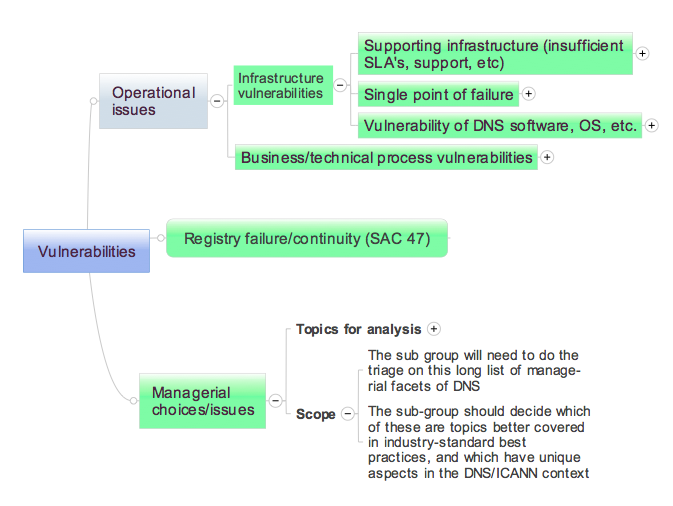 Supporting infrastructure (insufficient
SLA's, support, etc)
Infrastructure
vulnerabilities
Operational
issues
Single point of failure
Vulnerability of DNS software, OS, etc.
Business/technical process vulnerabilities
Registry failure/continuity (SAC 47)
Vulnerabilities
Topics for analysis
The sub group will need to do the
triage on this long list of manage-
rial facets of DNS
Managerial
choices/issues
Scope
The sub-group should decide which
of these are topics better covered
in industry-standard best
practices, and which have unique
aspects in the DNS/ICANN context